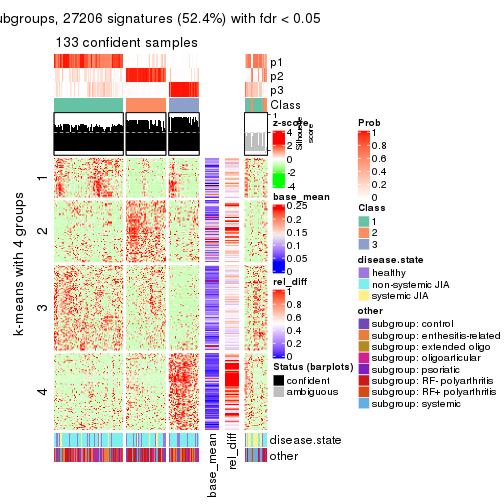 subgroups, 27206 signatures (52.4%) with fdr < 0.05
133 confident samples
p1
p2
p3
Class
1
Silhouette
score
z-score
4
2
0
-2
-4
base_mean
0.25
0.2
0.15
0.1
0.05
0
rel_diff
1
0.8
0.6
0.4
0.2
0
Status (barplots)
confident
ambiguous
Prob
1
0.8
0.6
0.4
0.2
0
Class
1
2
3
disease.state
healthy
non-systemic JIA
systemic JIA
other
subgroup: control
subgroup: enthesitis-related
subgroup: extended oligo
subgroup: oligoarticular
subgroup: psoriatic
subgroup: RF- polyarthritis
subgroup: RF+ polyarthritis
subgroup: systemic
k-means with 4 groups
1
2
3
4
disease.state
other
base_mean
rel_diff